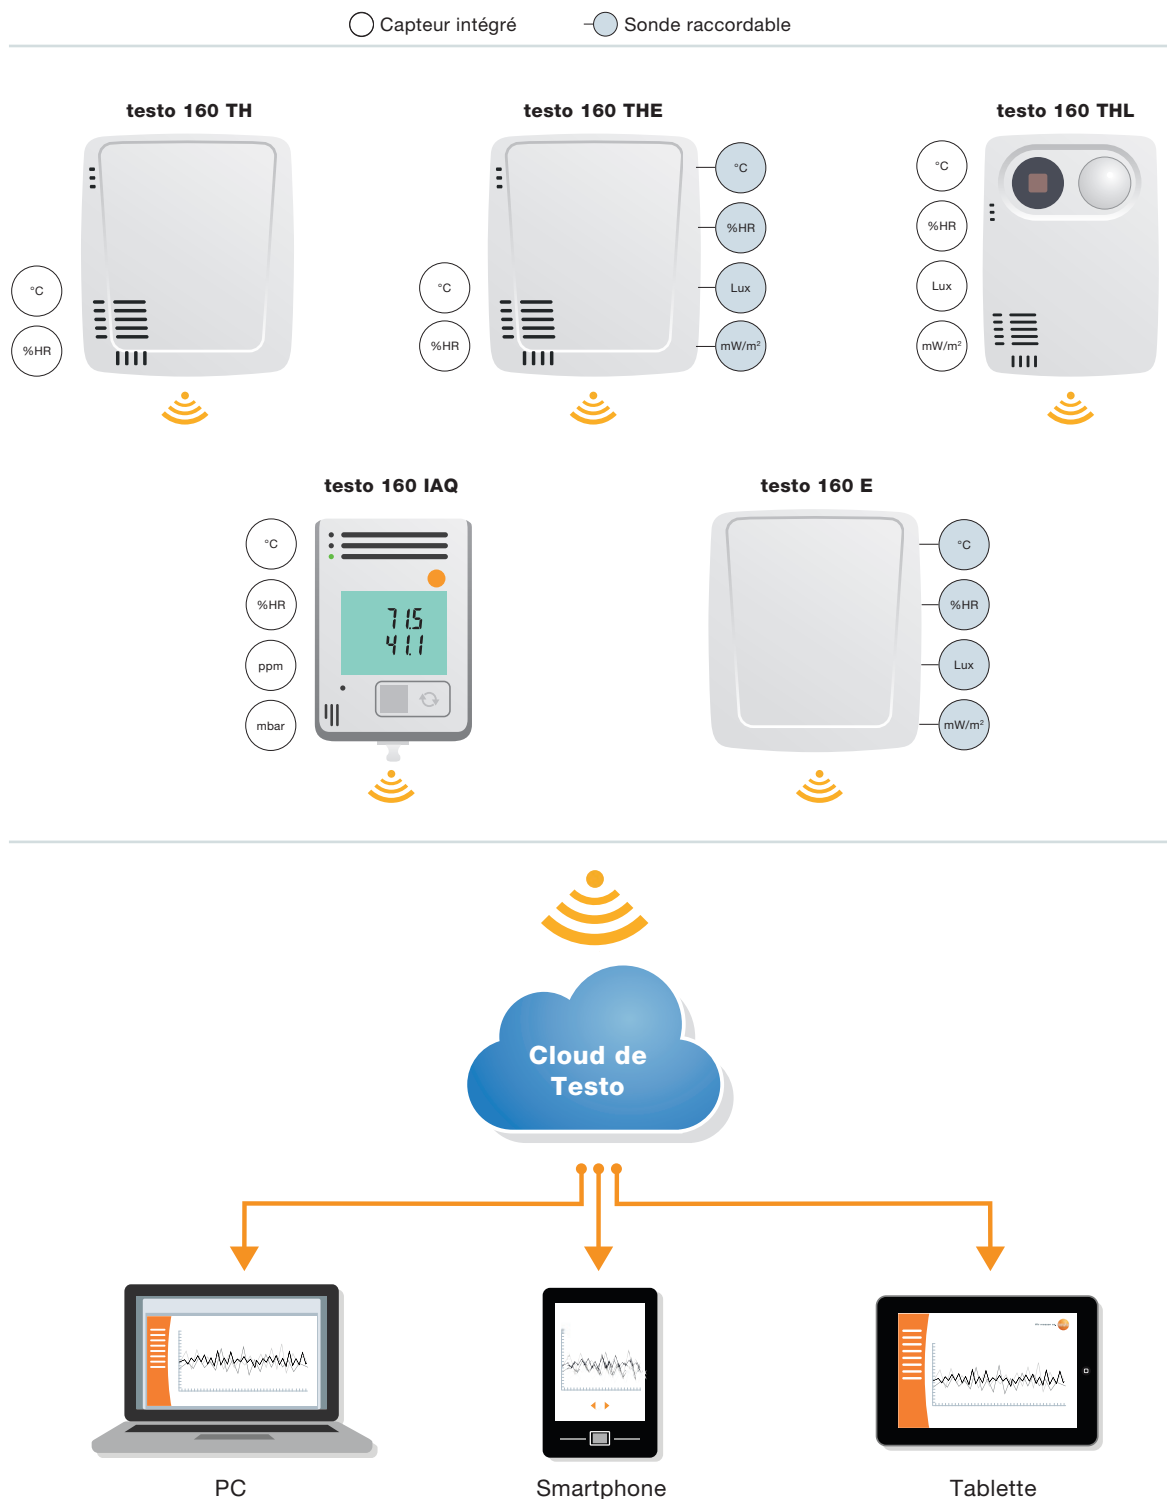 Capteur intégré
Sonde raccordable
testo 160 TH
°C
%HR
testo 160 THE
°C
%HR
°C
%HR
Lux
mW/m²
testo 160 THL
°C
%HR
Lux
mW/m²
testo 160 IAQ
°C
%HR
ppm
mbar
71.5
41.1
testo 160 E
°C
%HR
Lux
mW/m²
Cloud de
Testo
PC
Smartphone
Tablette